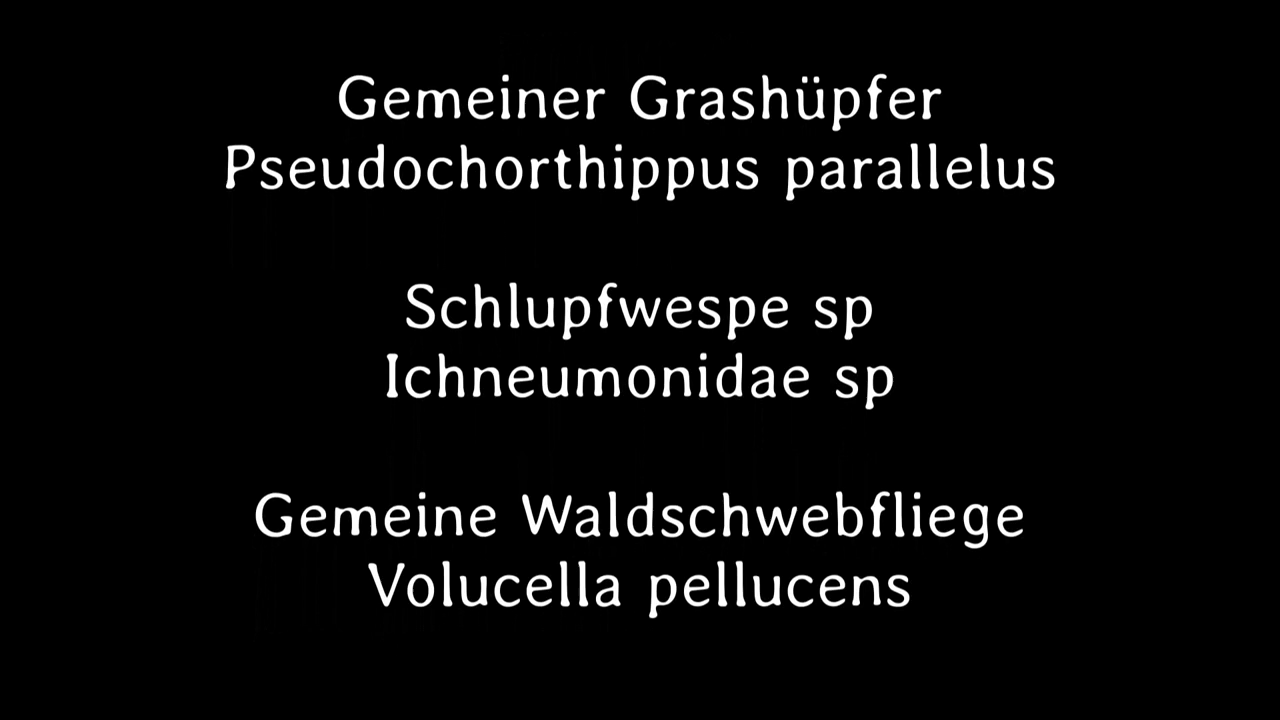 Gemeiner Grashüpfer
Pseudochorthippus parallelus
Schlupfwespe sp
Ichneumonidae sp
Gemeine Waldschwebfliege
Volucella pellucens